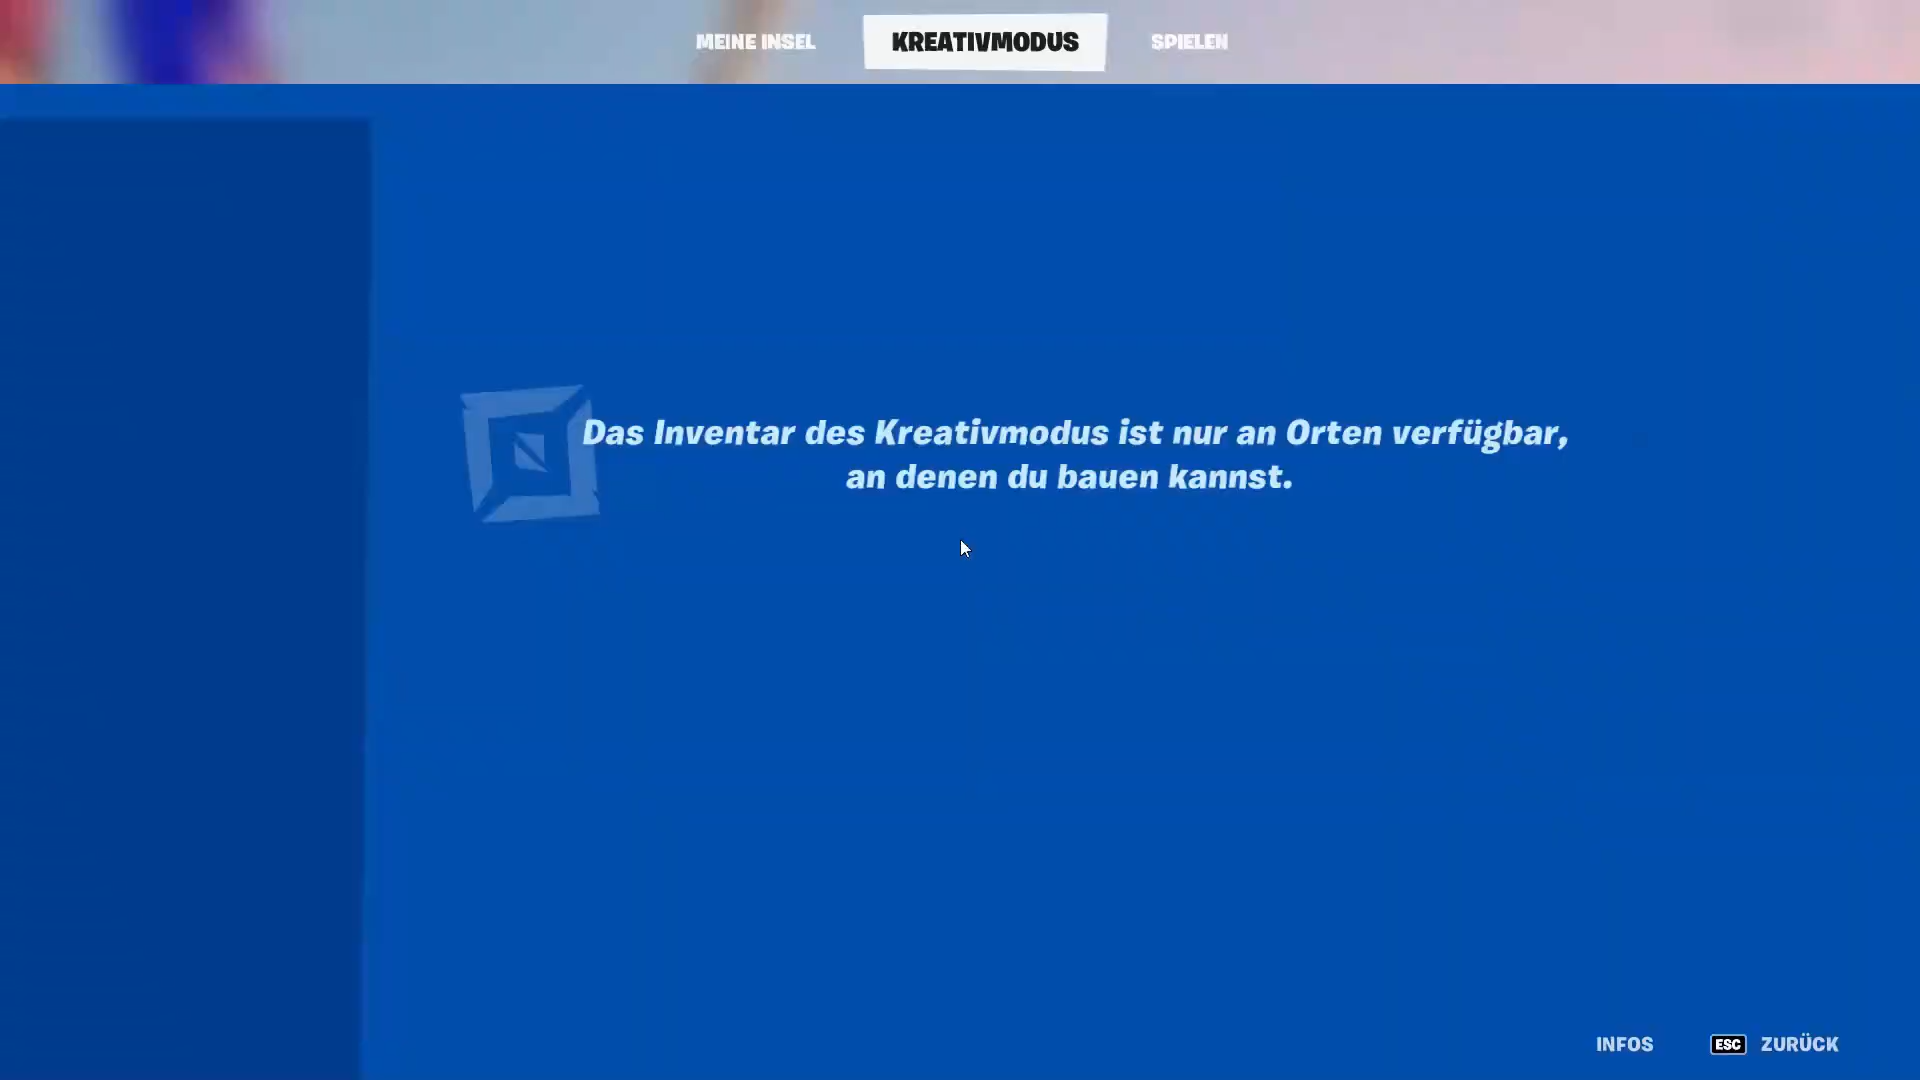 MEINE INSEL
KREATIVMODUS
SPIELEN
Das Inventar des Kreativmodus ist nur an Orten verfügbar,
an denen du bauen kannst.
INFOS
ESC ZURÜCK